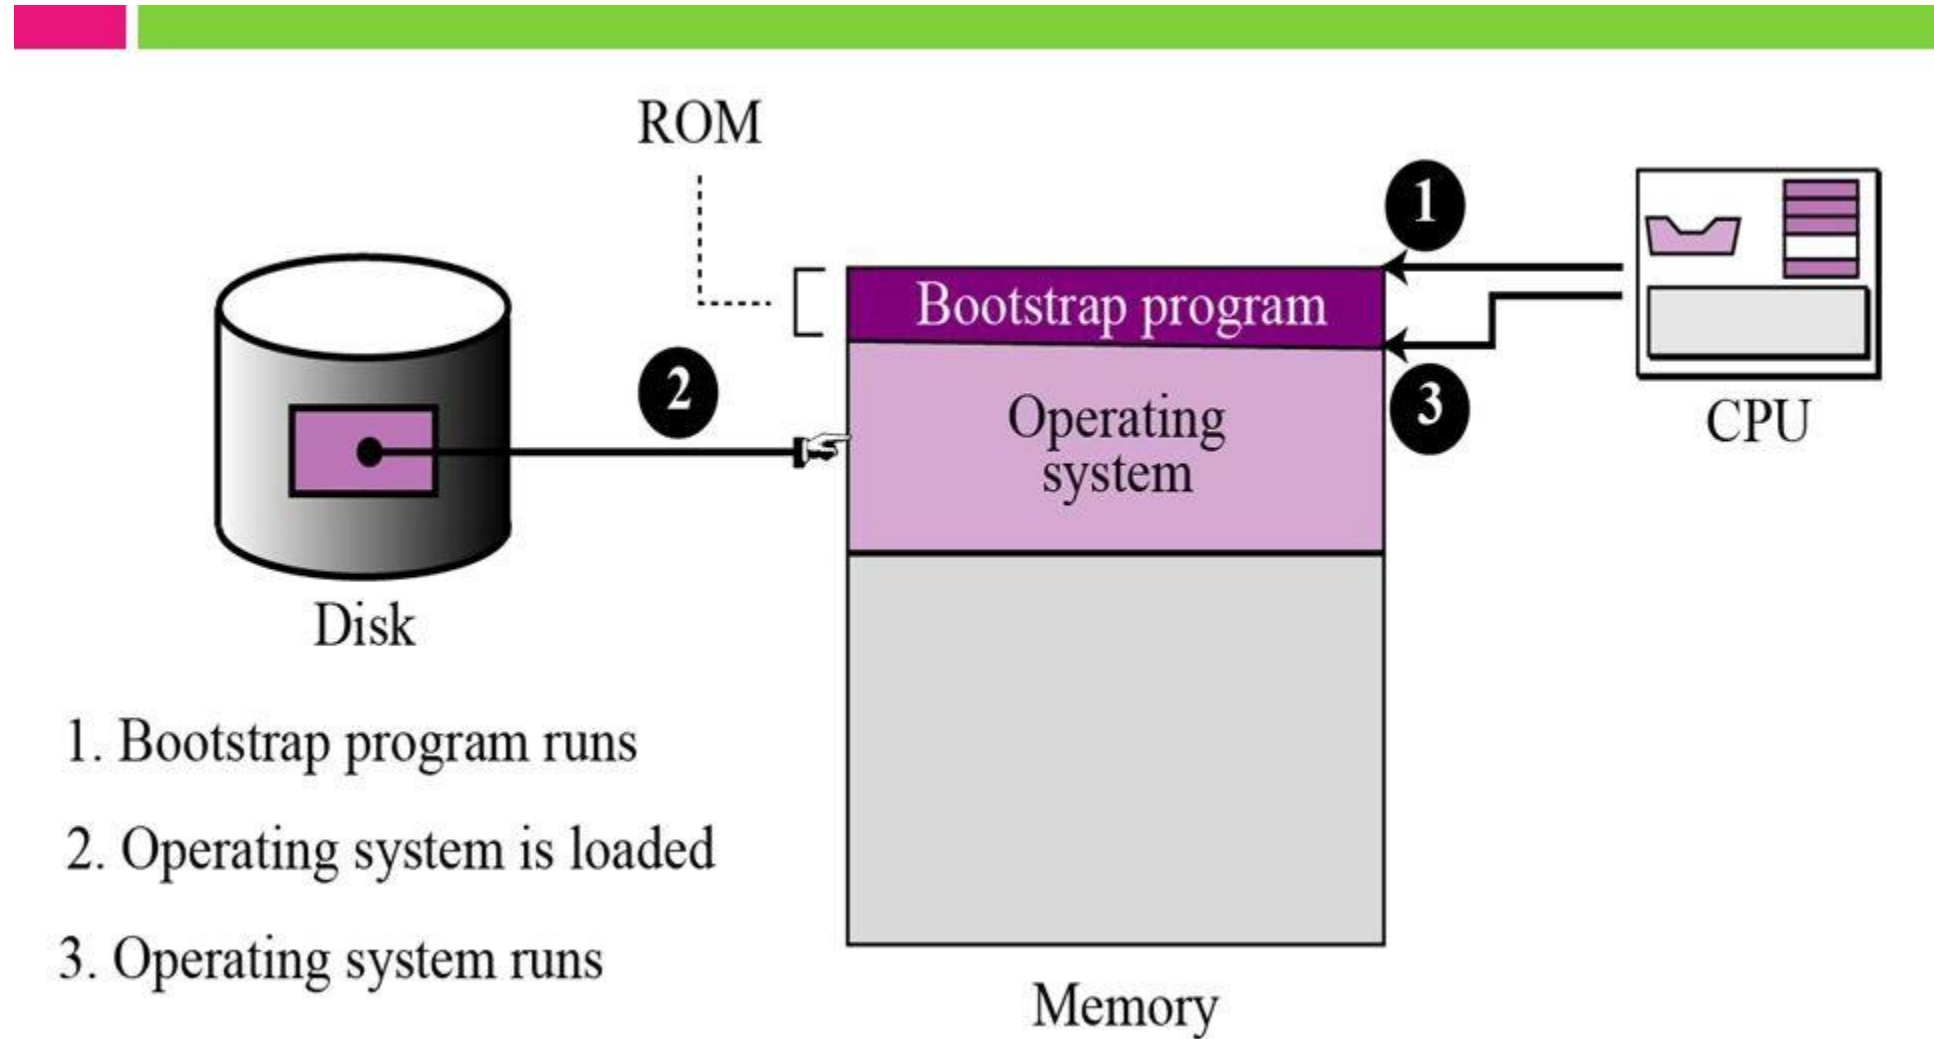 ROM
1
Bootstrap program
2
Operating
system
3
CPU
Disk
1. Bootstrap program runs
2. Operating system is loaded
3. Operating system runs
Memory